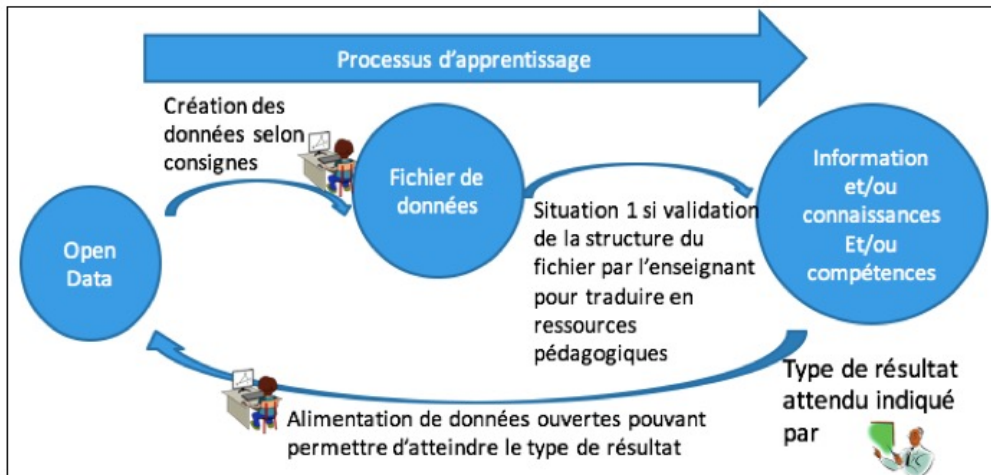 Processus d'apprentissage
Création des
données selon
consignes
Fichier de
données
Information
et/ou
connaissances
Et/ou
compétences
Open
Data
Situation 1 si validation
de la structure du
fichier par l'enseignant
pour traduire en
ressources
pédagogiques
Type de résultat
attendu indiqué
par
Alimentation de données ouvertes pouvant
permettre d'atteindre le type de résultat